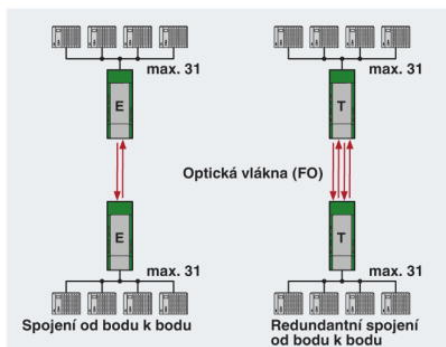 max. 31
max. 31
E
T
Optická vlákna (FO)
E
T
max. 31
max. 31
Spojení od bodu k bodu
Redundantní spojení
od bodu k bodu